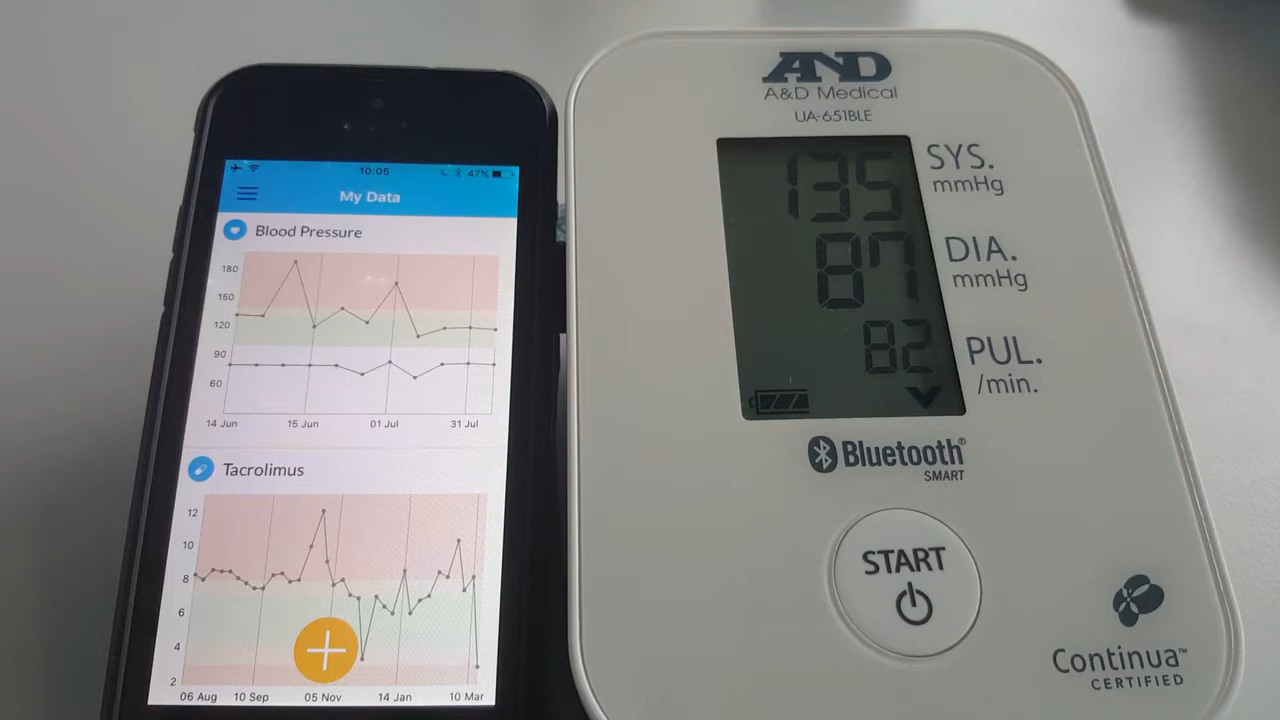 10:05
47%
My Data
Blood Pressure
180
150
120
90
60
14 Jun 15 Jun 01 Jul 31 Jul
Tacrolimus
12
10
8
6
4
2
06 Aug 10 Sep 05 Nov 14 Jan 10 Mar
AND
A&D Medical
UA-651BLE
135
SYS.
mmHg
87
DIA.
mmHg
82
PUL.
/min.
Bluetooth®
SMART
START
Continua™
CERTIFIED